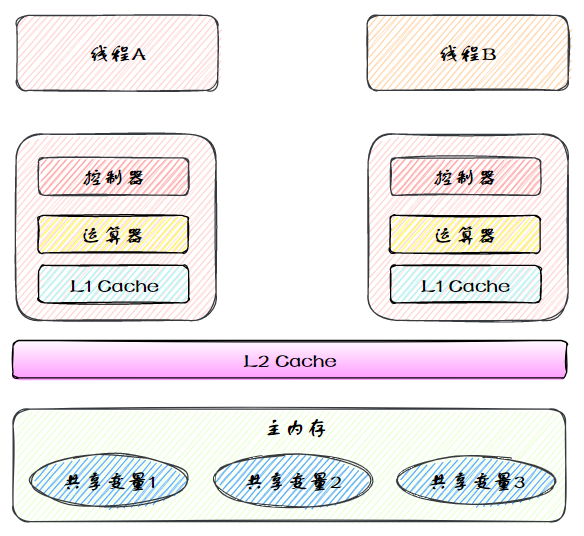 线程A
线程B
控制器
控制器
运算器
运算器
L1 Cache
L1 Cache
L2 Cache
主内存
共享变量1
共享变量2
共享变量3